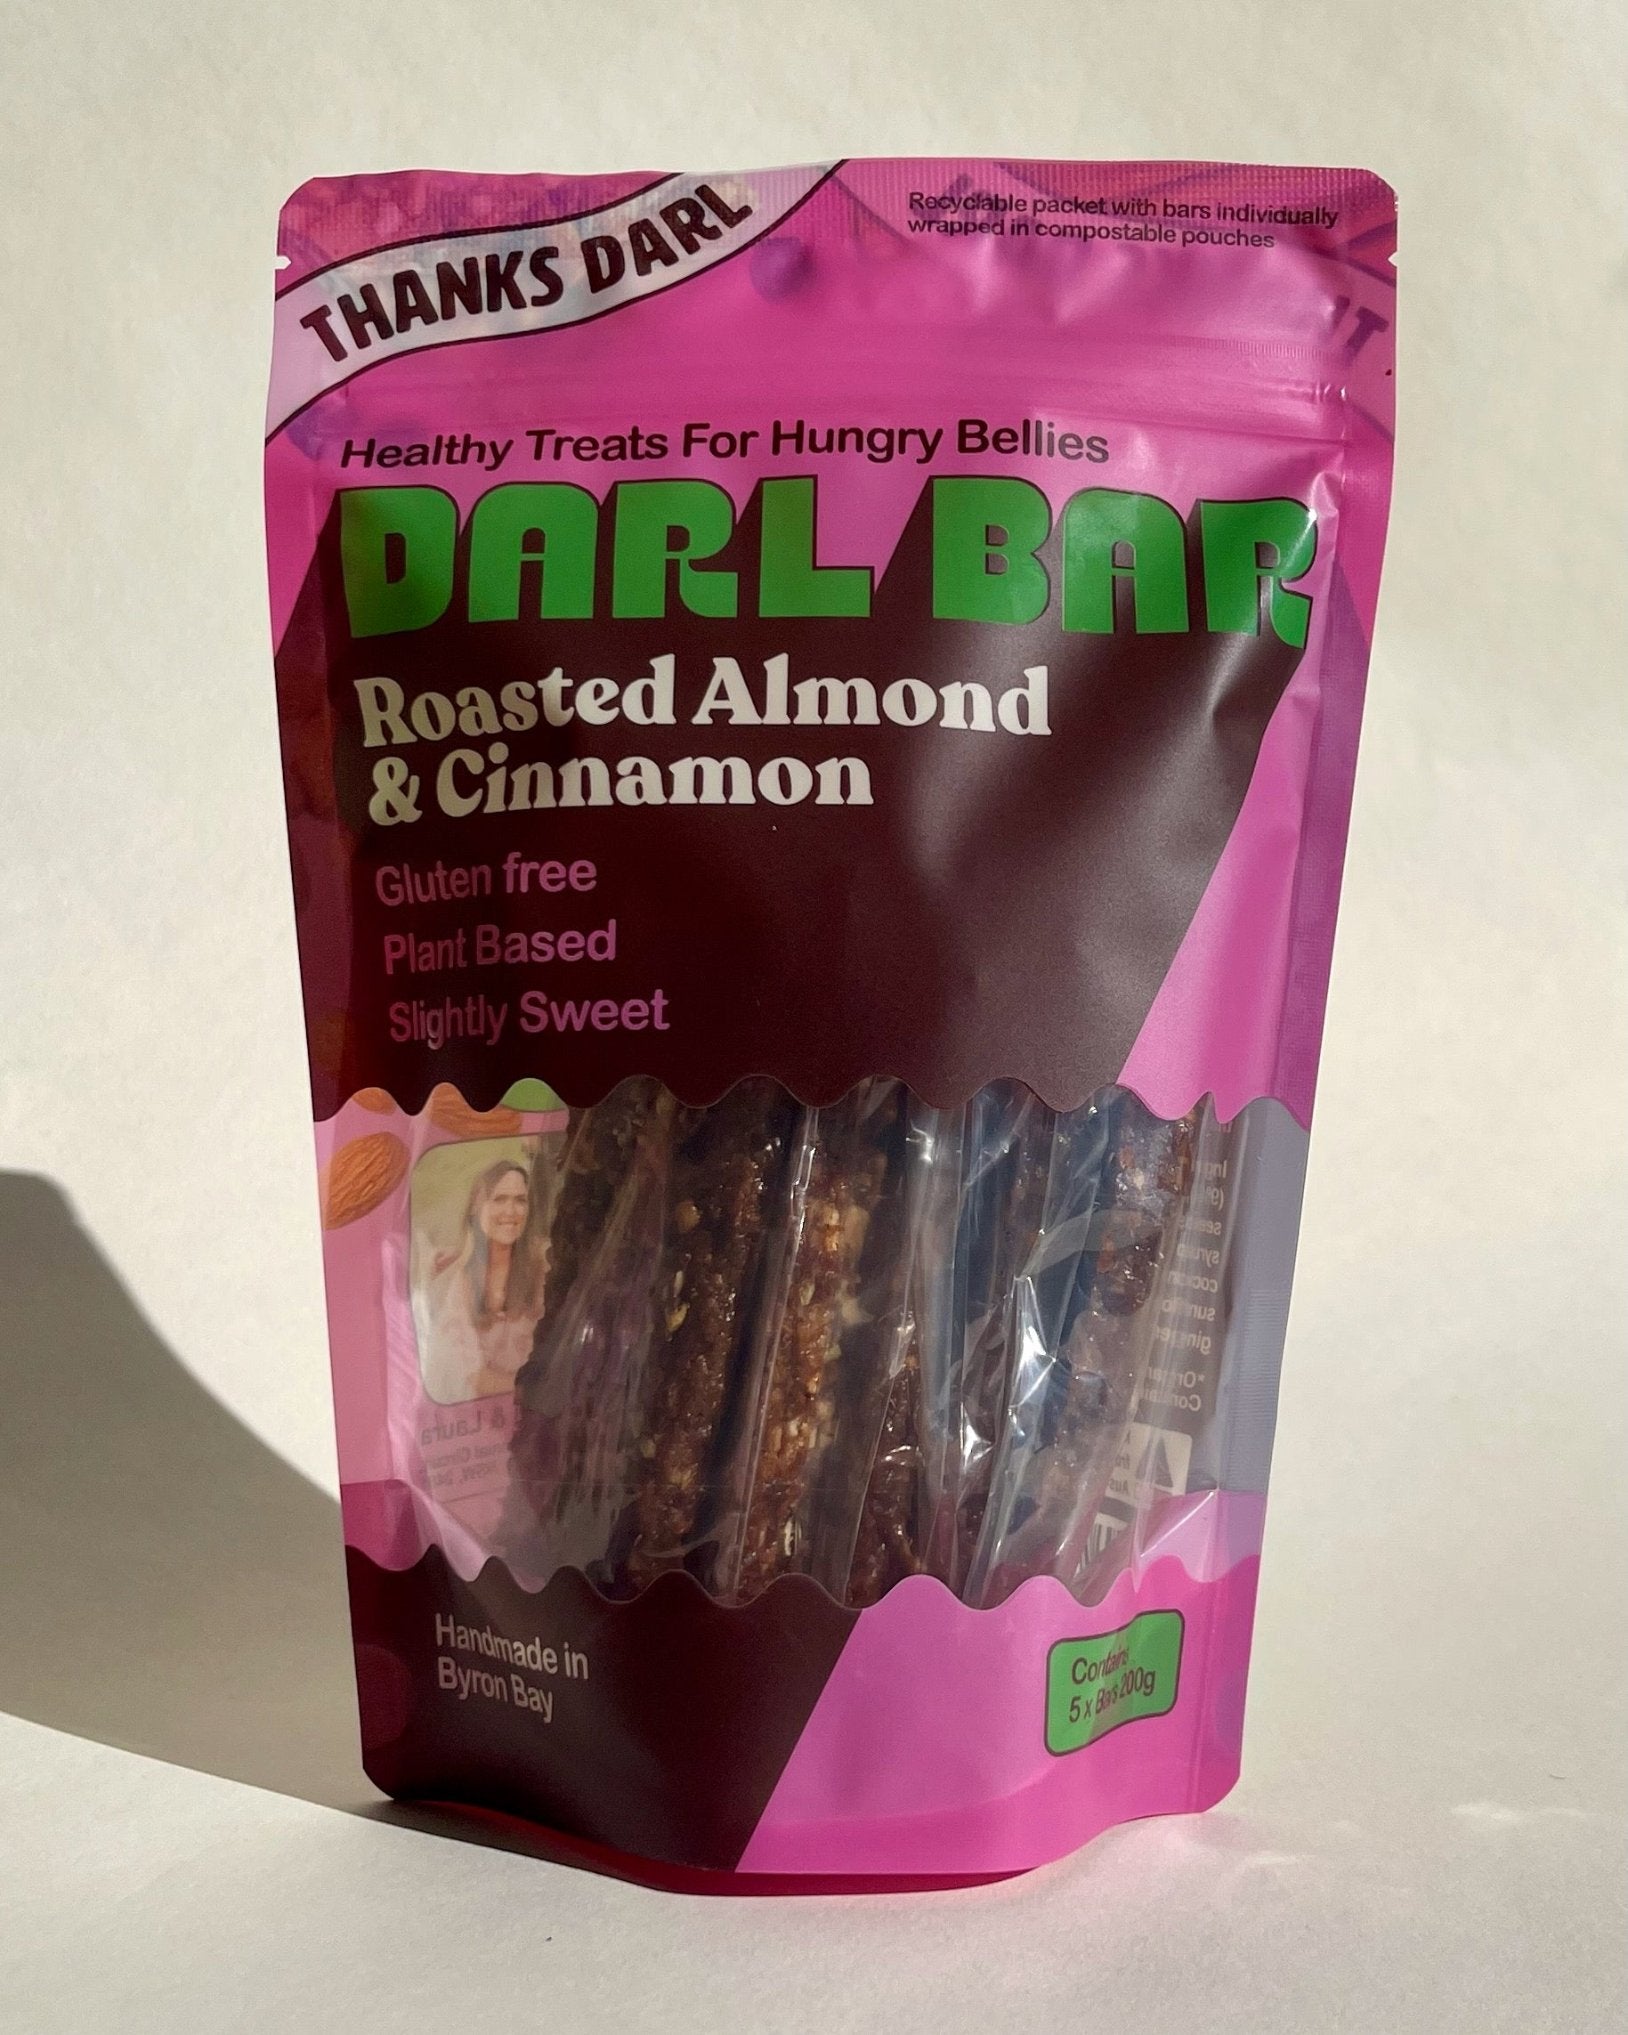 THANKS DARL
Recyclable packet with bars individually
wrapped in compostable pouches
Healthy Treats For Hungry Bellies
DARL BAR
Roasted Almond
& Cinnamon
Gluten free
Plant Based
Slightly Sweet
& Laura
Handmade in
Byron Bay
Contains
5 x Bars 200g